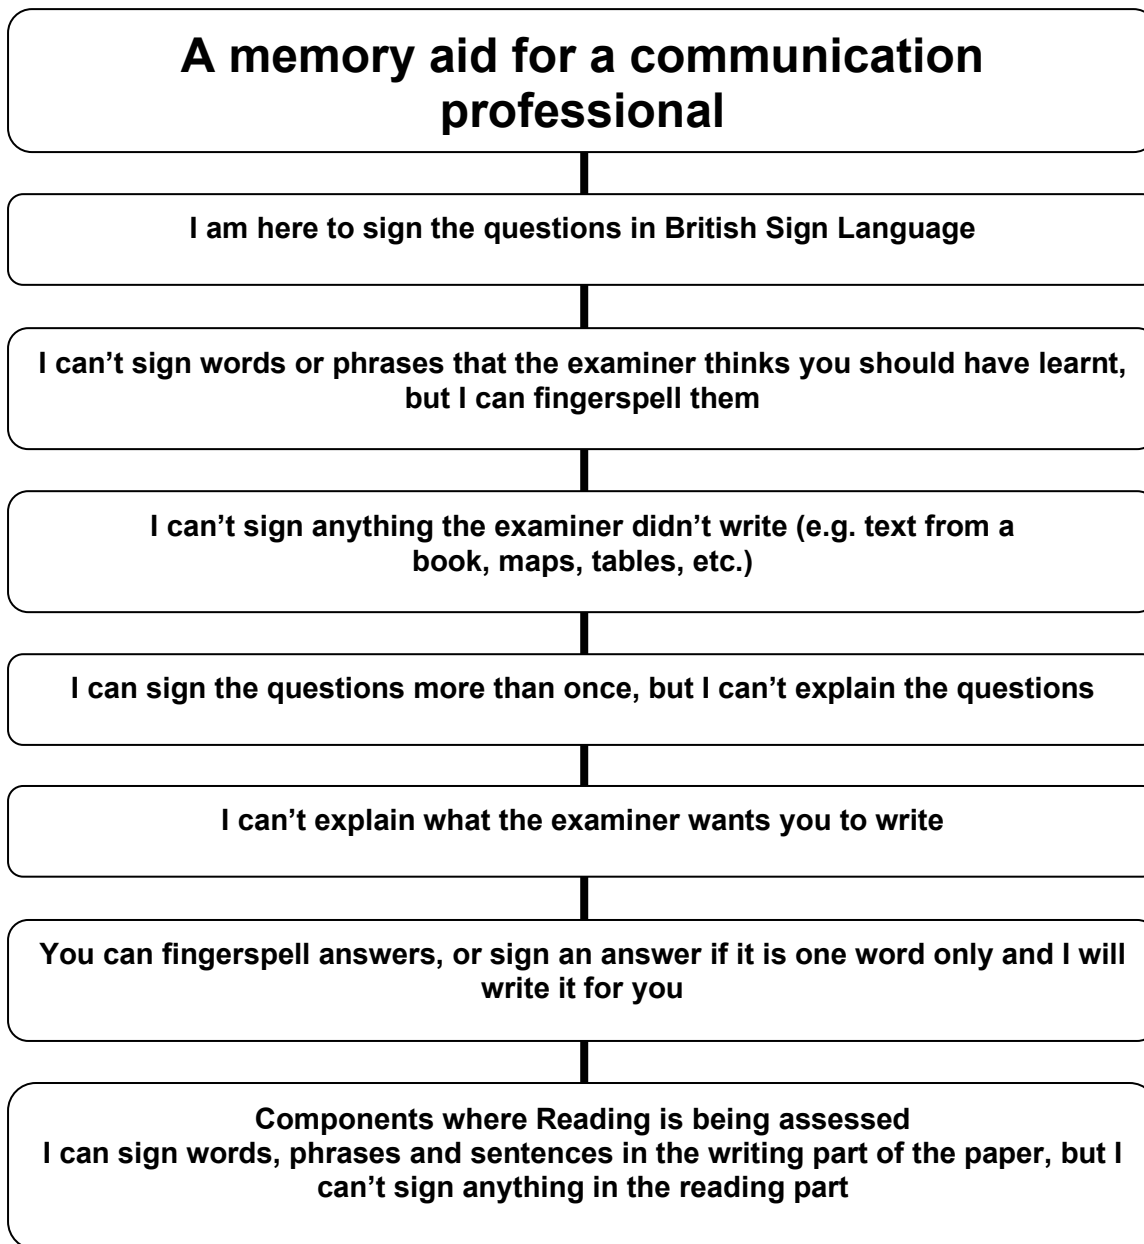 A memory aid for a communication
professional
I am here to sign the questions in British Sign Language
I can’t sign words or phrases that the examiner thinks you should have learnt,
but I can fingerspell them
I can’t sign anything the examiner didn’t write (e.g. text from a
book, maps, tables, etc.)
I can sign the questions more than once, but I can’t explain the questions
I can’t explain what the examiner wants you to write
You can fingerspell answers, or sign an answer if it is one word only and I will
write it for you
Components where Reading is being assessed
I can sign words, phrases and sentences in the writing part of the paper, but I
can’t sign anything in the reading part